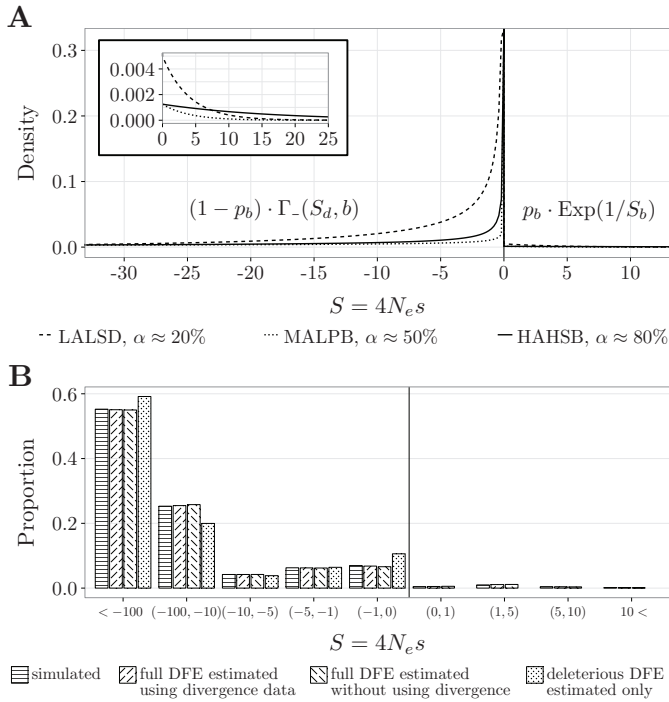 A
Density
0.3
0.2
0.1
0.0
0.004
0.002
0.000
0 5 10 15 20 25
(1 − p_b) · Γ_-(S_d, b)
p_b · Exp(1/S_b)
-30 -25 -20 -15 -10 -5 0 5 10
S = 4N_e s
LALSD, α ≈ 20%
MALPB, α ≈ 50%
HAHSB, α ≈ 80%
B
Proportion
0.6
0.4
0.2
0.0
< −100 (−100, −10) (−10, −5) (−5, −1) (−1, 0) (0, 1) (1, 5) (5, 10) 10 <
S = 4N_e s
simulated
full DFE estimated
using divergence data
full DFE estimated
without using divergence
deleterious DFE
estimated only